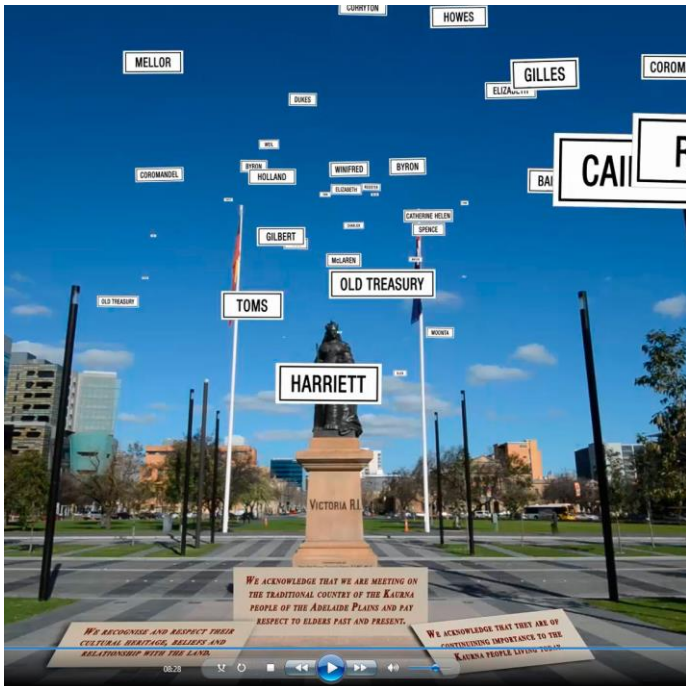 CORRYTON
HOWES
MELLOR
GILLES
COROM
ELIZABETH
DUKES
CAI
F
BYRON
HOLLAND
WINIFRED
BYRON
COROMANDEL
ELIZABETH
BAI
CATHERINE HELEN
SPENCE
GILBERT
McLAREN
OLD TREASURY
OLD TREASURY
TOMS
MOONTA
HARRIETT
VICTORIA R.I.
WE ACKNOWLEDGE THAT WE ARE MEETING ON
THE TRADITIONAL COUNTRY OF THE KAURNA
PEOPLE OF THE ADELAIDE PLAINS AND PAY
RESPECT TO ELDERS PAST AND PRESENT.
WE RECOGNISE AND RESPECT THEIR
CULTURAL HERITAGE, BELIEFS AND
RELATIONSHIP WITH THE LAND.
WE ACKNOWLEDGE THAT THEY ARE OF
CONTINUING IMPORTANCE TO THE
KAURNA PEOPLE LIVING TODAY
08:28